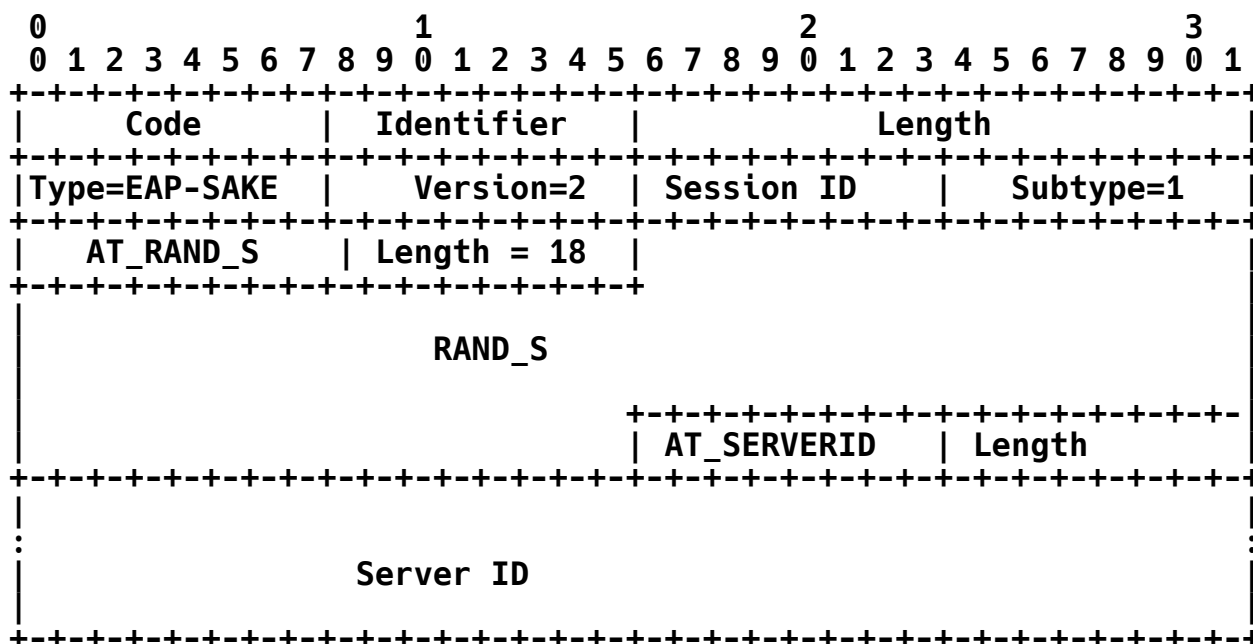 0                   1                   2                   3
 0 1 2 3 4 5 6 7 8 9 0 1 2 3 4 5 6 7 8 9 0 1 2 3 4 5 6 7 8 9 0 1
+-+-+-+-+-+-+-+-+-+-+-+-+-+-+-+-+-+-+-+-+-+-+-+-+-+-+-+-+-+-+-+-+
|     Code      |  Identifier   |            Length             |
+-+-+-+-+-+-+-+-+-+-+-+-+-+-+-+-+-+-+-+-+-+-+-+-+-+-+-+-+-+-+-+-+
|Type=EAP-SAKE  |    Version=2  | Session ID    |   Subtype=1   |
+-+-+-+-+-+-+-+-+-+-+-+-+-+-+-+-+-+-+-+-+-+-+-+-+-+-+-+-+-+-+-+-+
|   AT_RAND_S    | Length = 18  |                               |
+-+-+-+-+-+-+-+-+-+-+-+-+-+-+-+-+                               |
|                                                               |
|                     RAND_S                                    |
|                                                               |
|                               +-+-+-+-+-+-+-+-+-+-+-+-+-+-+-+-|
|                               | AT_SERVERID   | Length        |
+-+-+-+-+-+-+-+-+-+-+-+-+-+-+-+-+-+-+-+-+-+-+-+-+-+-+-+-+-+-+-+-+
|                                                               |
:                                                               :
|                 Server ID                                     |
|                                                               |
+-+-+-+-+-+-+-+-+-+-+-+-+-+-+-+-+-+-+-+-+-+-+-+-+-+-+-+-+-+-+-+-+